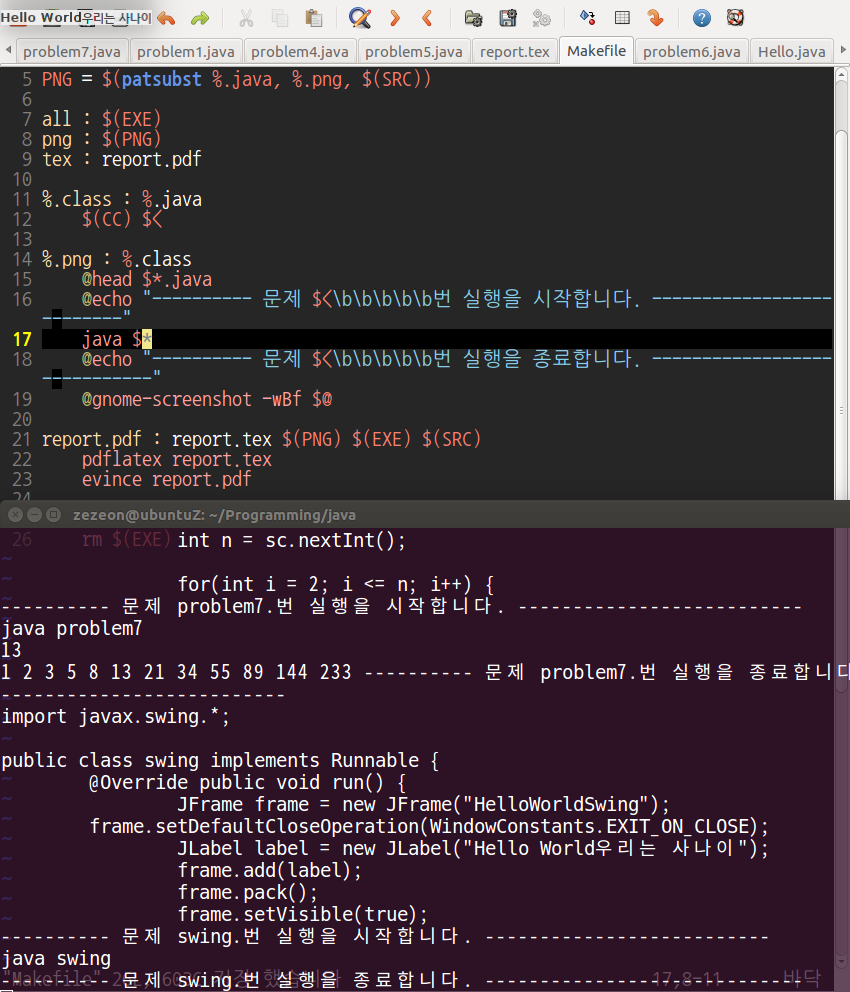 Hello World우리는 사나이
problem7.java problem1.java problem4.java problem5.java report.tex Makefile problem6.java Hello.java
5 PNG = $(patsubst %.java, %.png, $(SRC))
6
7 all : $(EXE)
8 png : $(PNG)
9 tex : report.pdf
10
11 %.class : %.java
12 $(CC) $<
13
14 %.png : %.class
15 @head $*.java
16 @echo "---------- 문제 $<\b\b\b\b\b번 실행을 시작합니다. ------------------
--------"
17 java $*
18 @echo "---------- 문제 $<\b\b\b\b\b번 실행을 종료합니다. ------------------
-----------"
19 @gnome-screenshot -wBf $@
20
21 report.pdf : report.tex $(PNG) $(EXE) $(SRC)
22 pdflatex report.tex
23 evince report.pdf
24
zezeon@ubuntuZ: ~/Programming/java
26 rm $(EXE) int n = sc.nextInt();
for(int i = 2; i <= n; i++) {
---------- 문제 problem7.번 실행을 시작합니다. --------------------------
java problem7
13
1 2 3 5 8 13 21 34 55 89 144 233 ---------- 문제 problem7.번 실행을 종료합니다
--------------------------
import javax.swing.*;
public class swing implements Runnable {
@Override public void run() {
JFrame frame = new JFrame("HelloWorldSwing");
frame.setDefaultCloseOperation(WindowConstants.EXIT_ON_CLOSE);
JLabel label = new JLabel("Hello World우리는 사나이");
frame.add(label);
frame.pack();
frame.setVisible(true);
---------- 문제 swing.번 실행을 시작합니다. --------------------------
java swing
---------- 문제 swing.번 실행을 종료합니다. --------------------------
"Makefile" 17,8-11 바닥